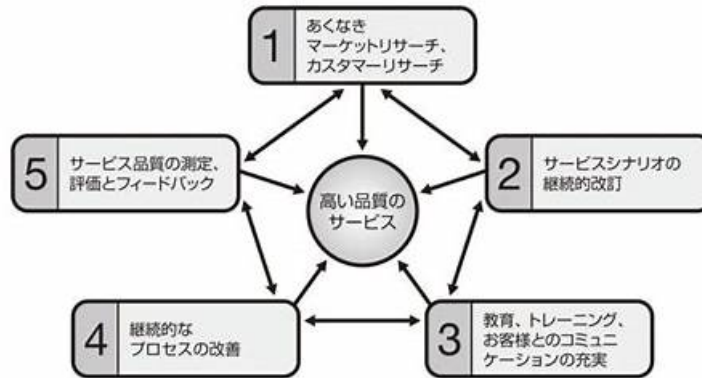 1
あくなき
マーケットリサーチ、
カスタマーリサーチ
5
サービス品質の測定、
評価とフィードバック
2
サービスシナリオの
継続的改訂
高い品質の
サービス
4
継続的な
プロセスの改善
3
教育、トレーニング、
お客様とのコミュニ
ケーションの充実